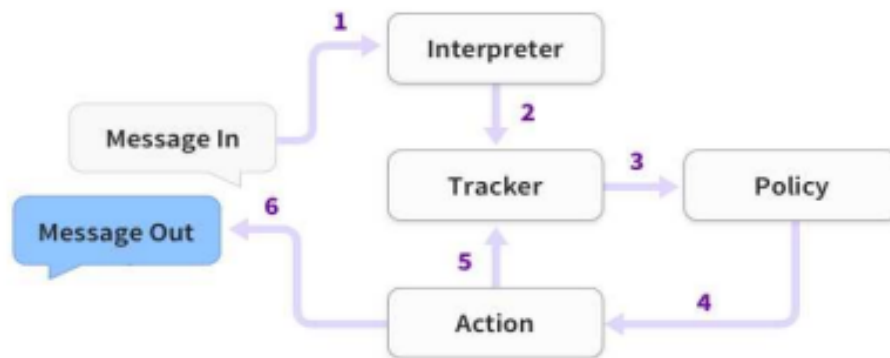 1
Interpreter
2
Message In
Tracker
3
Policy
6
Message Out
5
4
Action